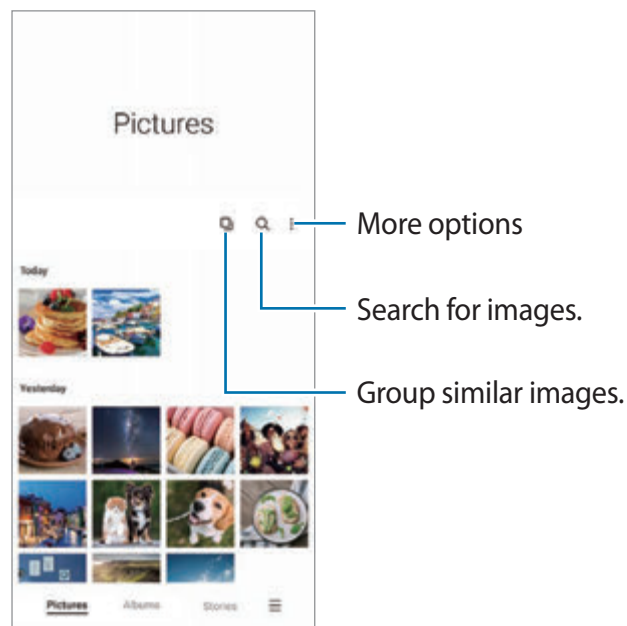 Pictures
More options
Today
Search for images.
Yesterday
Group similar images.
Pictures Albums Stories